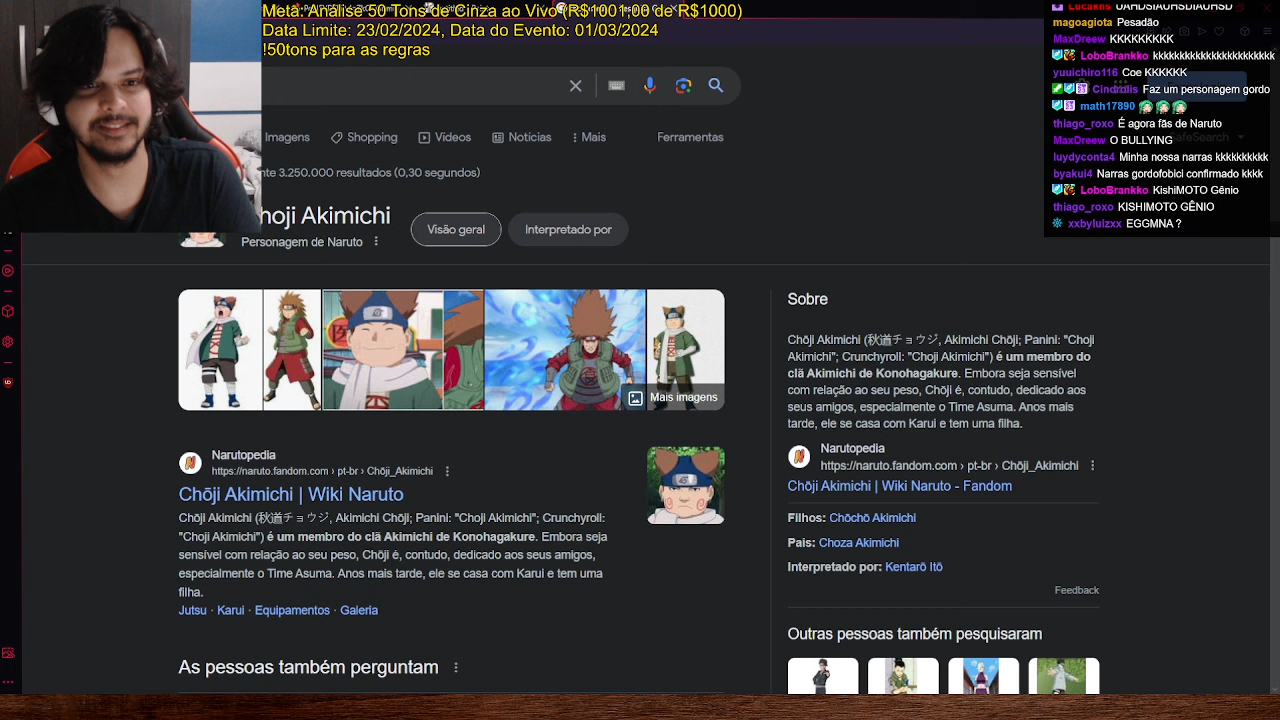 Meta: Análise 50 Tons de Cinza ao Vivo (R$1001,00 de R$1000)
Data Limite: 23/02/2024, Data do Evento: 01/03/2024
!50tons para as regras
Imagens
Shopping
Vídeos
Notícias
Mais
Ferramentas
nte 3.250.000 resultados (0,30 segundos)
hoji Akimichi
Personagem de Naruto
Visão geral
Interpretado por
Mais imagens
Narutopedia
https://naruto.fandom.com › pt-br › Chōji_Akimichi
Chōji Akimichi | Wiki Naruto
Chōji Akimichi (秋道チョウジ, Akimichi Chōji; Panini: "Choji Akimichi"; Crunchyroll:
"Choji Akimichi") é um membro do clã Akimichi de Konohagakure. Embora seja
sensível com relação ao seu peso, Chōji é, contudo, dedicado aos seus amigos,
especialmente o Time Asuma. Anos mais tarde, ele se casa com Karui e tem uma
filha.
Jutsu · Karui · Equipamentos · Galeria
As pessoas também perguntam
Sobre
Chōji Akimichi (秋道チョウジ, Akimichi Chōji; Panini: "Choji
Akimichi"; Crunchyroll: "Choji Akimichi") é um membro do
clã Akimichi de Konohagakure. Embora seja sensível
com relação ao seu peso, Chōji é, contudo, dedicado aos
seus amigos, especialmente o Time Asuma. Anos mais
tarde, ele se casa com Karui e tem uma filha.
Narutopedia
https://naruto.fandom.com › pt-br › Chōji_Akimichi
Chōji Akimichi | Wiki Naruto - Fandom
Filhos: Chōchō Akimichi
Pais: Choza Akimichi
Interpretado por: Kentarō Itō
Feedback
Outras pessoas também pesquisaram
magoagiota Pesadão
MaxDreew KKKKKKKKK
LoboBrankko kkkkkkkkkkkkkkkkkkkkkkkk
yuuichiro116 Coe KKKKKK
Cindralis Faz um personagem gordo
math17890
thiago_roxo É agora fãs de Naruto
MaxDreew O BULLYING
luydyconta4 Minha nossa narras kkkkkkkkkk
byakui4 Narras gordofobici confirmado kkkk
LoboBrankko KishiMOTO Gênio
thiago_roxo KISHIMOTO GÊNIO
xxbyluizxx EGGMNA ?